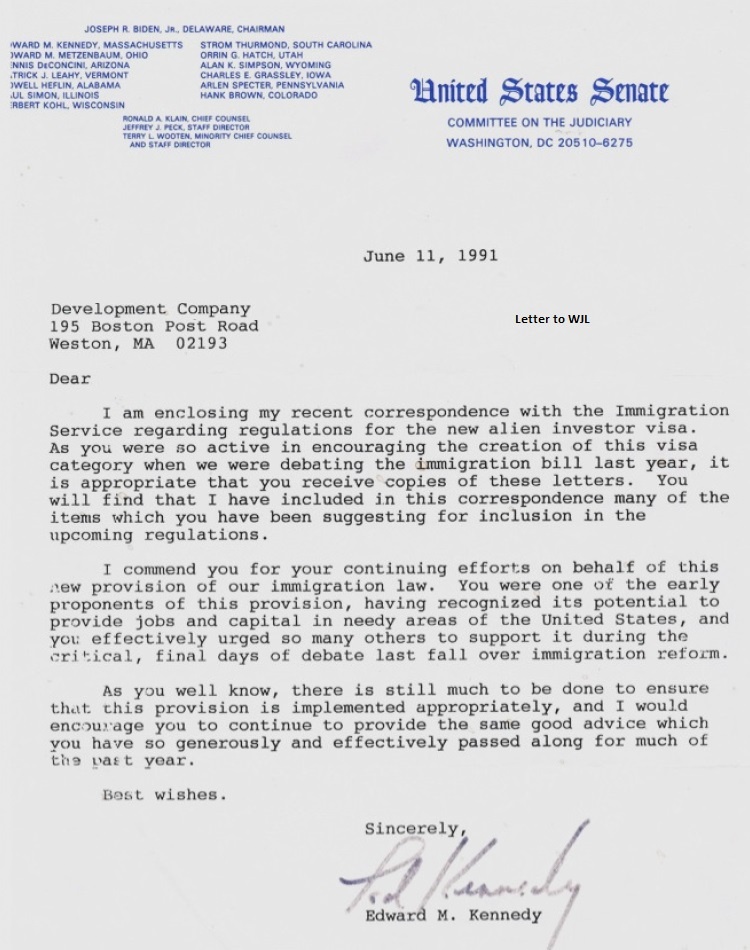 JOSEPH R. BIDEN, JR., DELAWARE, CHAIRMAN
WARD M. KENNEDY, MASSACHUSETTS
OWARD M. METZENBAUM, OHIO
NNIS DeCONCINI, ARIZONA
TRICK J. LEAHY, VERMONT
OWELL HEFLIN, ALABAMA
UL SIMON, ILLINOIS
RBERT KOHL, WISCONSIN
STROM THURMOND, SOUTH CAROLINA
ORRIN G. HATCH, UTAH
ALAN K. SIMPSON, WYOMING
CHARLES E. GRASSLEY, IOWA
ARLEN SPECTER, PENNSYLVANIA
HANK BROWN, COLORADO
RONALD A. KLAIN, CHIEF COUNSEL
JEFFREY J. PECK, STAFF DIRECTOR
TERRY L. WOOTEN, MINORITY CHIEF COUNSEL
AND STAFF DIRECTOR
United States Senate
COMMITTEE ON THE JUDICIARY
WASHINGTON, DC 20510–6275
June 11, 1991
Development Company
195 Boston Post Road
Weston, MA 02193
Letter to WJL
Dear
I am enclosing my recent correspondence with the Immigration
Service regarding regulations for the new alien investor visa.
As you were so active in encouraging the creation of this visa
category when we were debating the immigration bill last year, it
is appropriate that you receive copies of these letters. You
will find that I have included in this correspondence many of the
items which you have been suggesting for inclusion in the
upcoming regulations.
I commend you for your continuing efforts on behalf of this
new provision of our immigration law. You were one of the early
proponents of this provision, having recognized its potential to
provide jobs and capital in needy areas of the United States, and
you effectively urged so many others to support it during the
critical, final days of debate last fall over immigration reform.
As you well know, there is still much to be done to ensure
that this provision is implemented appropriately, and I would
encourage you to continue to provide the same good advice which
you have so generously and effectively passed along for much of
the past year.
Best wishes.
Sincerely,
Ted Kennedy
Edward M. Kennedy